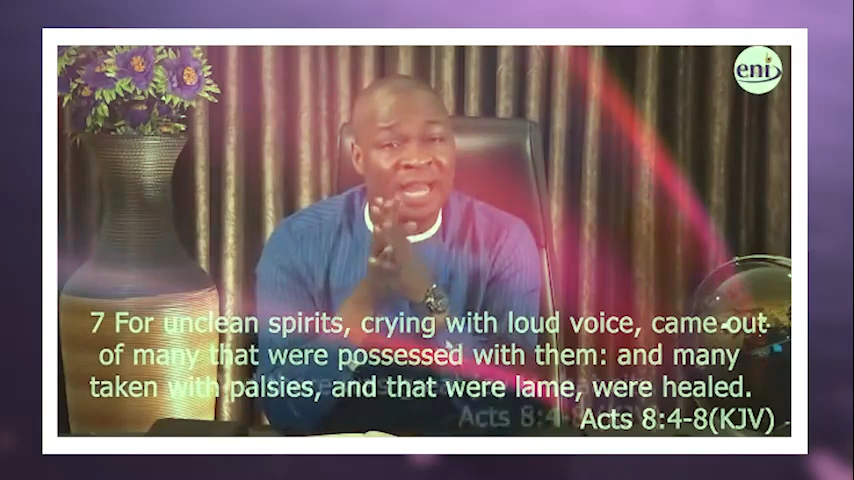 eni
7 For unclean spirits, crying with loud voice, came out
of many that were possessed with them: and many
taken with palsies, and that were lame, were healed.
Acts 8:4-8(KJV)